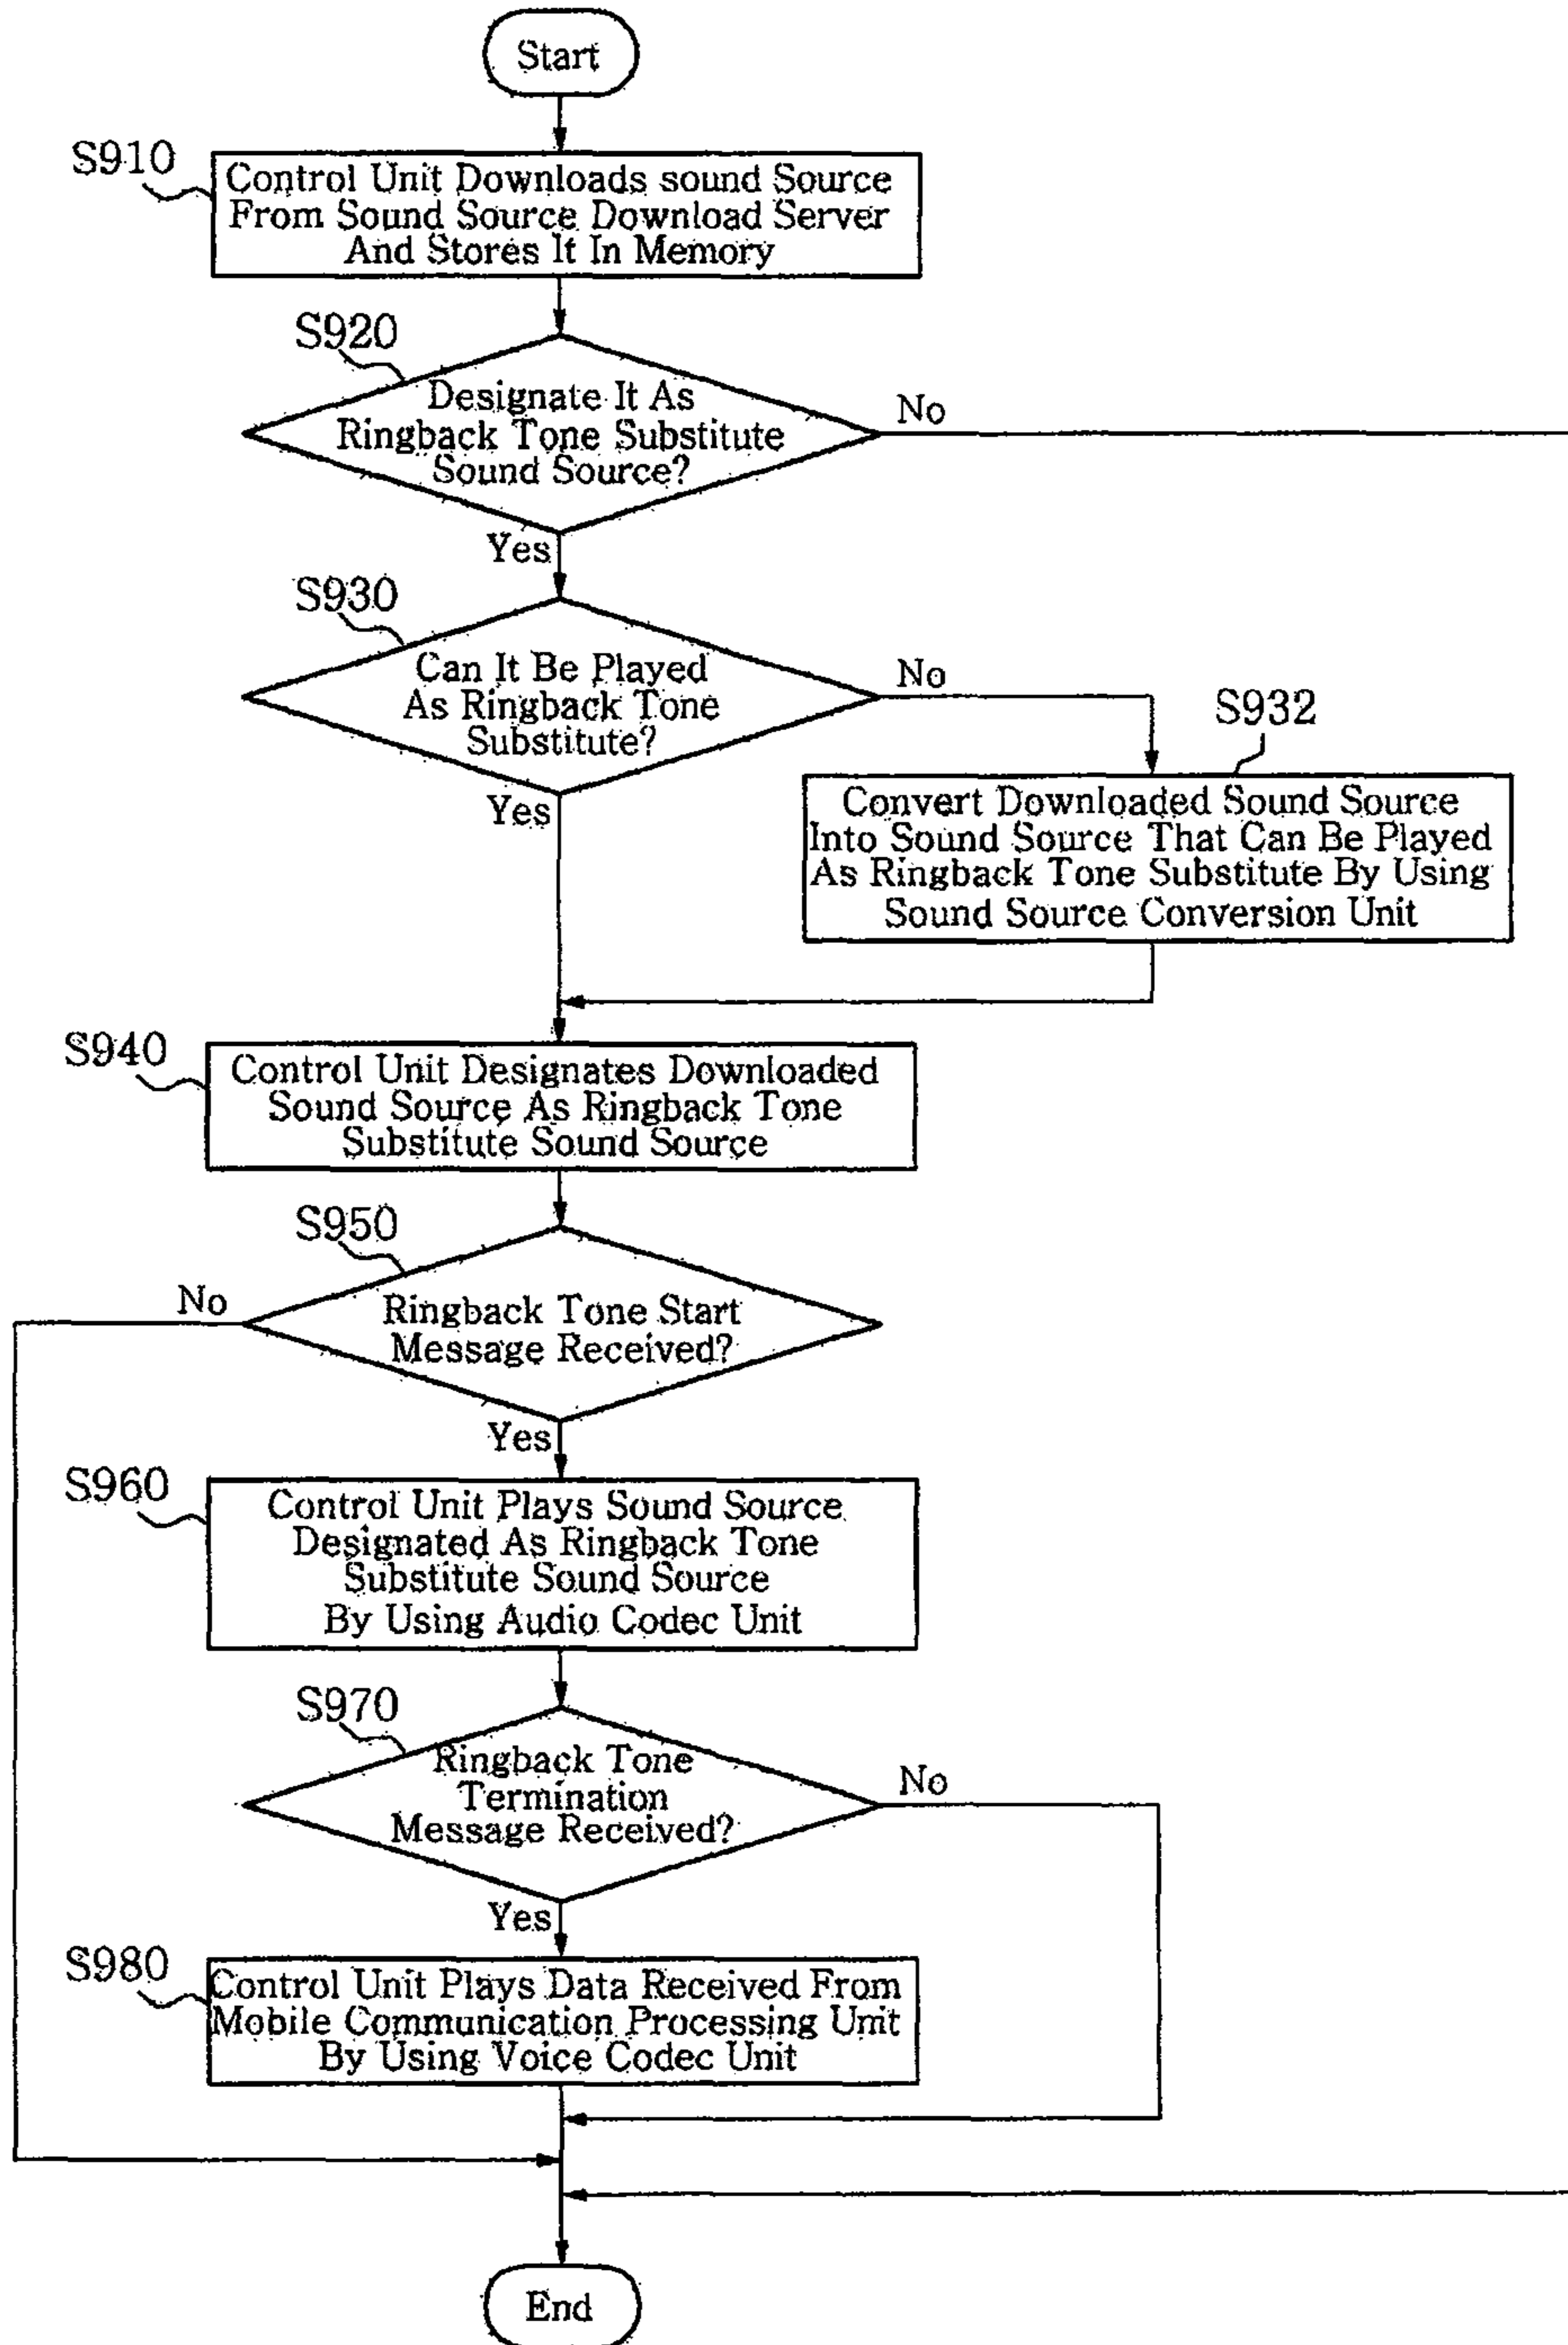 Start
S910
Control Unit Downloads sound Source
From Sound Source Download Server
And Stores It In Memory
S920
Designate It As
Ringback Tone Substitute
Sound Source?
No
Yes
S930
Can It Be Played
As Ringback Tone
Substitute?
No
Yes
S932
Convert Downloaded Sound Source
Into Sound Source That Can Be Played
As Ringback Tone Substitute By Using
Sound Source Conversion Unit
S940
Control Unit Designates Downloaded
Sound Source As Ringback Tone
Substitute Sound Source
S950
No
Ringback Tone Start
Message Received?
Yes
S960
Control Unit Plays Sound Source
Designated As Ringback Tone
Substitute Sound Source
By Using Audio Codec Unit
S970
Ringback Tone
Termination
Message Received?
No
Yes
S980
Control Unit Plays Data Received From
Mobile Communication Processing Unit
By Using Voice Codec Unit
End